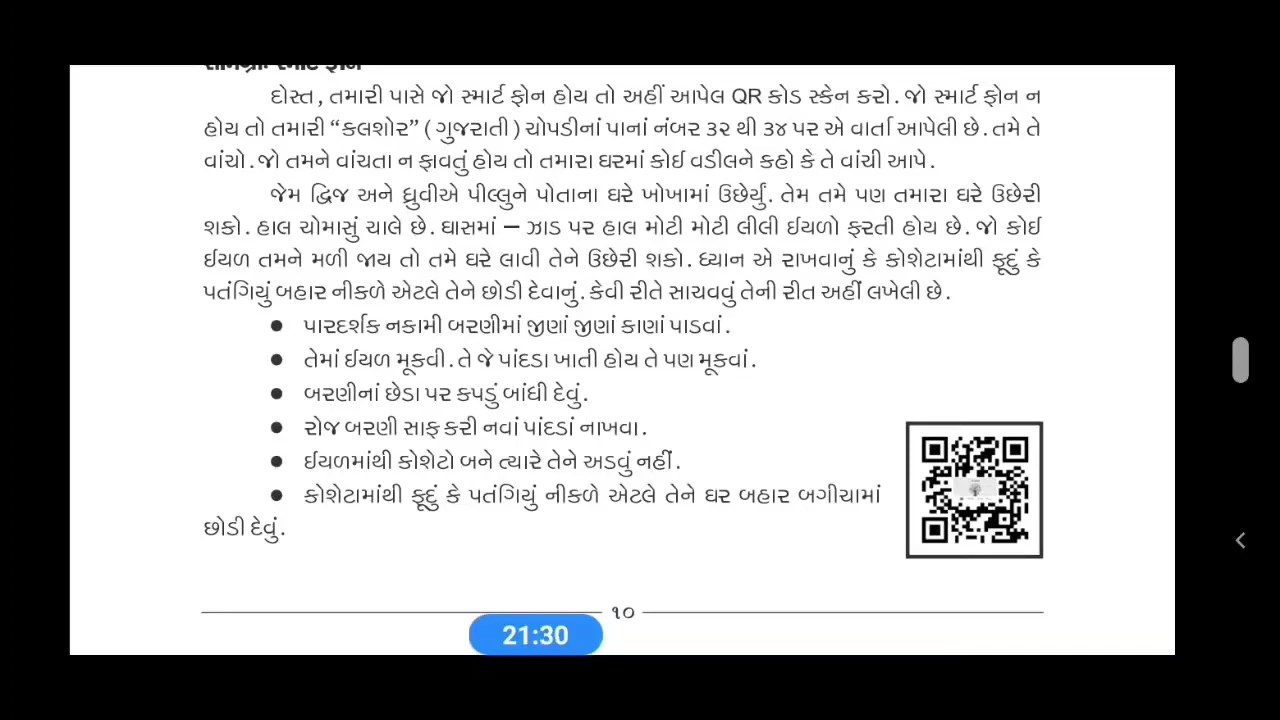 સામગ્રીઃ સ્માર્ટ ફોન
દોસ્ત, તમારી પાસે જો સ્માર્ટ ફોન હોય તો અહીં આપેલ QR કોડ સ્કેન કરો. જો સ્માર્ટ ફોન ન
હોય તો તમારી “કલશોર” (ગુજરાતી) ચોપડીનાં પાનાં નંબર ૩૨ થી ૩૪ પર એ વાર્તા આપેલી છે. તમે તે
વાંચો. જો તમને વાંચતા ન ફાવતું હોય તો તમારા ઘરમાં કોઈ વડીલને કહો કે તે વાંચી આપે.
જેમ દ્વિજ અને ધ્રુવીએ પીલ્લુને પોતાના ઘરે ખોખામાં ઉછેર્યું. તેમ તમે પણ તમારા ઘરે ઉછેરી
શકો. હાલ ચોમાસું ચાલે છે. ઘાસમાં – ઝાડ પર હાલ મોટી મોટી લીલી ઈયળો ફરતી હોય છે. જો કોઈ
ઈયળ તમને મળી જાય તો તમે ઘરે લાવી તેને ઉછેરી શકો. ધ્યાન એ રાખવાનું કે કોશેટામાંથી ફૂદું કે
પતંગિયું બહાર નીકળે એટલે તેને છોડી દેવાનું. કેવી રીતે સાચવવું તેની રીત અહીં લખેલી છે.
● પારદર્શક નકામી બરણીમાં જીણાં જીણાં કાણાં પાડવાં.
● તેમાં ઈયળ મૂકવી. તે જે પાંદડા ખાતી હોય તે પણ મૂકવાં.
● બરણીનાં છેડા પર કપડું બાંધી દેવું.
● રોજ બરણી સાફ કરી નવાં પાંદડાં નાખવા.
● ઈયળમાંથી કોશેટો બને ત્યારે તેને અડવું નહીં.
● કોશેટામાંથી ફૂદું કે પતંગિયું નીકળે એટલે તેને ઘર બહાર બગીચામાં
છોડી દેવું.
૧૦
21:30